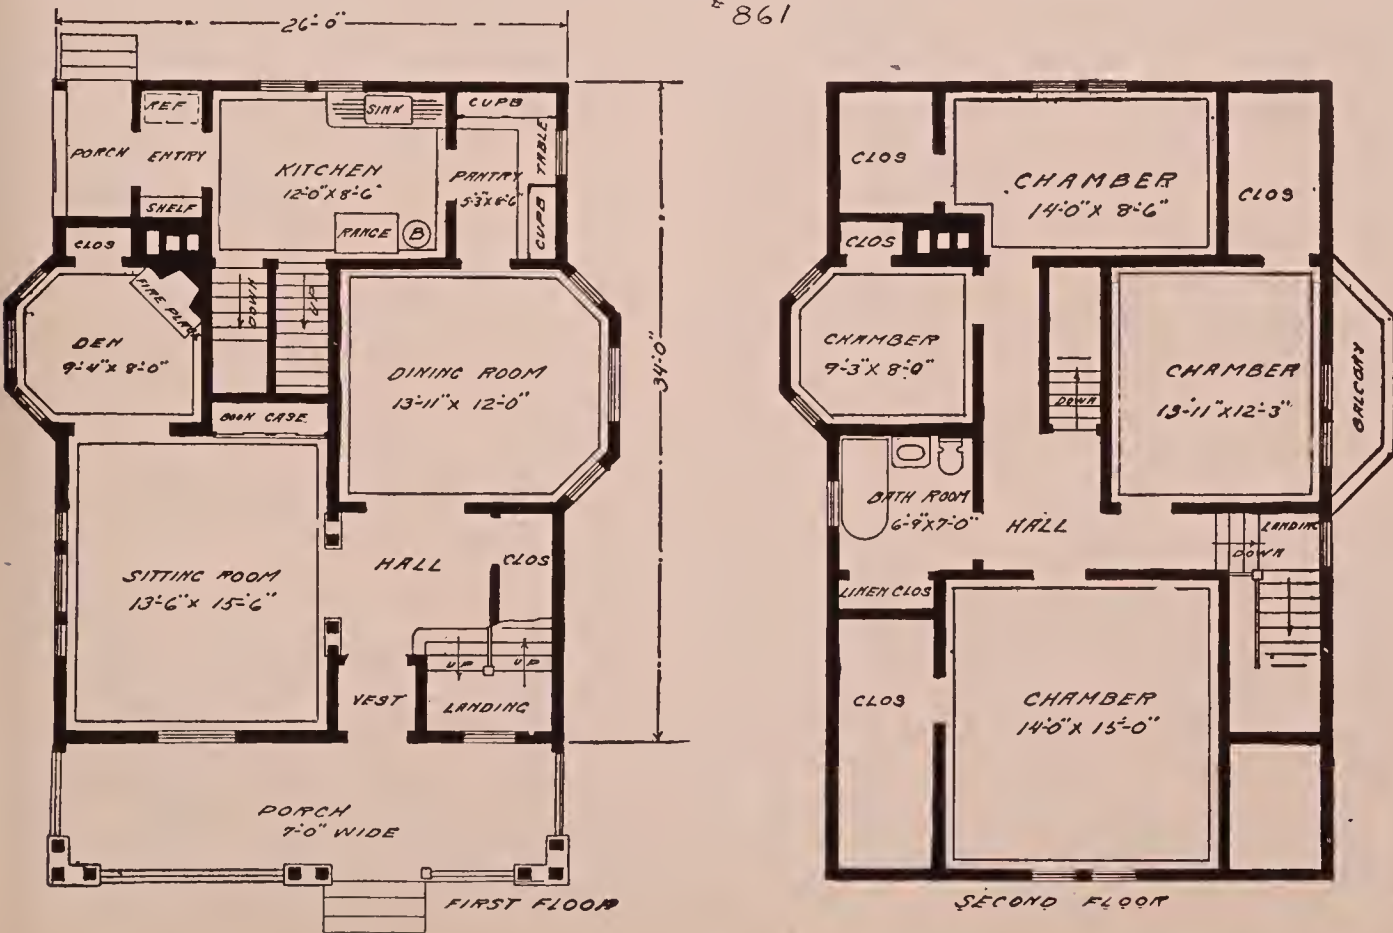 № 861
26'-0"
REF
SINK
CUPB
PORCH
ENTRY
KITCHEN
12'-0" X 8'-6"
PANTRY
5'-3" X 8'-6"
TABLE
SHELF
RANGE
B
CUPB
CLOS
FIRE PLACE
DOWN
UP
DEN
9'-4" X 8'-0"
DINING ROOM
13'-11" X 12'-0"
34'-0"
BOOK CASE
SITTING ROOM
13'-6" X 15'-6"
HALL
CLOS
UP
UP
VEST
LANDING
PORCH
7'-0" WIDE
FIRST FLOOR
CLOS
CHAMBER
14'-0" X 8'-6"
CLOS
CLOS
CHAMBER
9'-3" X 8'-0"
DOWN
CHAMBER
13'-11" X 12'-3"
BALCONY
BATH ROOM
6'-9" X 7'-0"
HALL
LANDING
DOWN
LINEN CLOS
CLOS
CHAMBER
14'-0" X 15'-0"
SECOND FLOOR